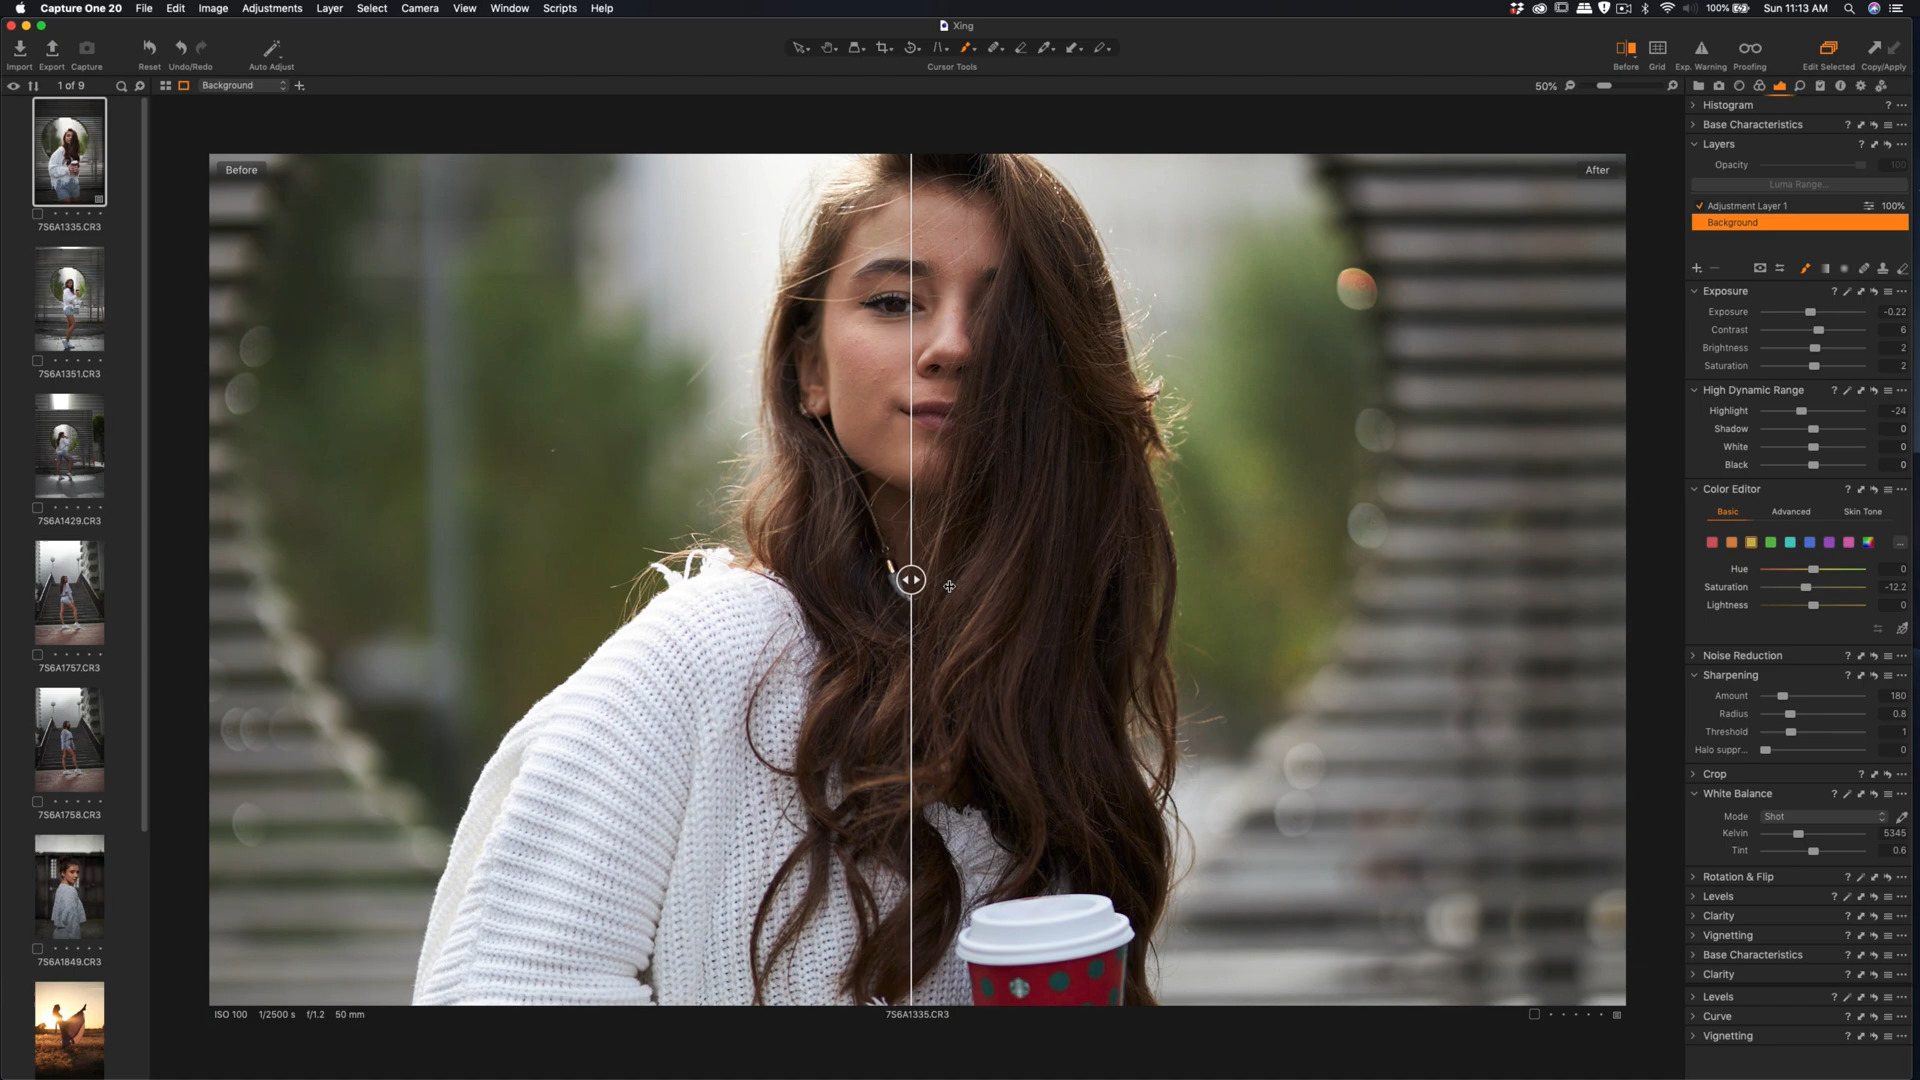 Capture One 20 File Edit Image Adjustments Layer Select Camera View Window Scripts Help 100% Sun 11:13 AM
Xing
Import Export Capture Reset Undo/Redo Auto Adjust Cursor Tools Before Grid Exp. Warning Proofing Edit Selected Copy/Apply
1 of 9 Background 50%
7S6A1335.CR3
7S6A1351.CR3
7S6A1429.CR3
7S6A1757.CR3
7S6A1758.CR3
7S6A1849.CR3
Before After
ISO 100 1/2500 s f/1.2 50 mm 7S6A1335.CR3
Histogram ? ...
Base Characteristics ? ...
Layers ? ...
Opacity 100
Luma Range...
Adjustment Layer 1 100%
Background
Exposure ? ...
Exposure -0.22
Contrast 6
Brightness 2
Saturation 2
High Dynamic Range ? ...
Highlight -24
Shadow 0
White 0
Black 0
Color Editor ? ...
Basic Advanced Skin Tone
...
Hue 0
Saturation -12.2
Lightness 0
Noise Reduction ? ...
Sharpening ? ...
Amount 180
Radius 0.8
Threshold 1
Halo suppr... 0
Crop ? ...
White Balance ? ...
Mode Shot
Kelvin 5345
Tint 0.6
Rotation & Flip ? ...
Levels ? ...
Clarity ? ...
Vignetting ? ...
Base Characteristics ? ...
Clarity ? ...
Levels ? ...
Curve ? ...
Vignetting ? ...